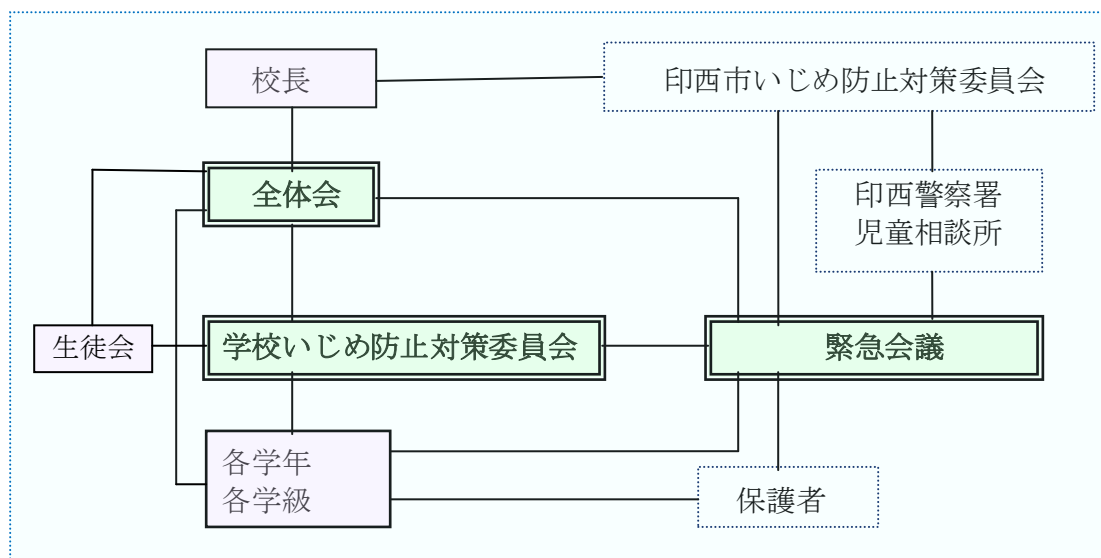 校長
印西市いじめ防止対策委員会
全体会
印西警察署
児童相談所
生徒会
学校いじめ防止対策委員会
緊急会議
各学年
各学級
保護者